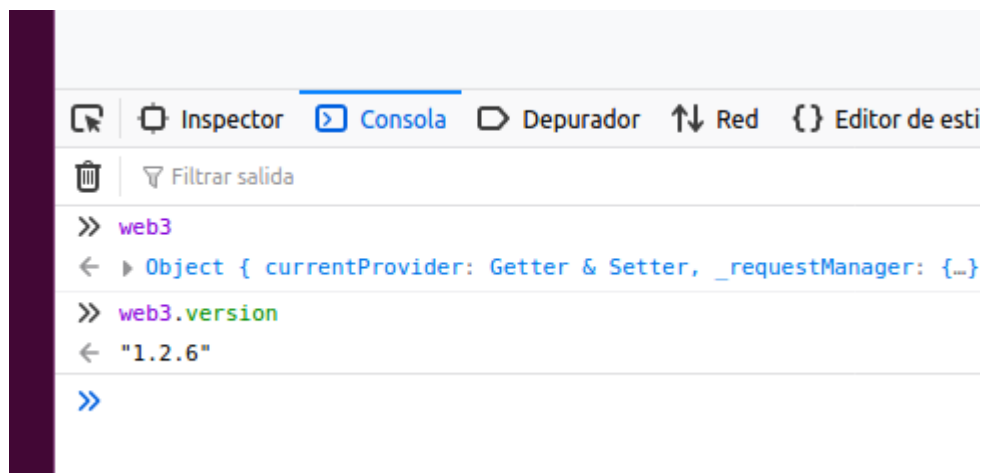 Inspector Consola Depurador Red {} Editor de esti
Filtrar salida
» web3
← ▸ Object { currentProvider: Getter & Setter, _requestManager: {…}
» web3.version
← "1.2.6"
»